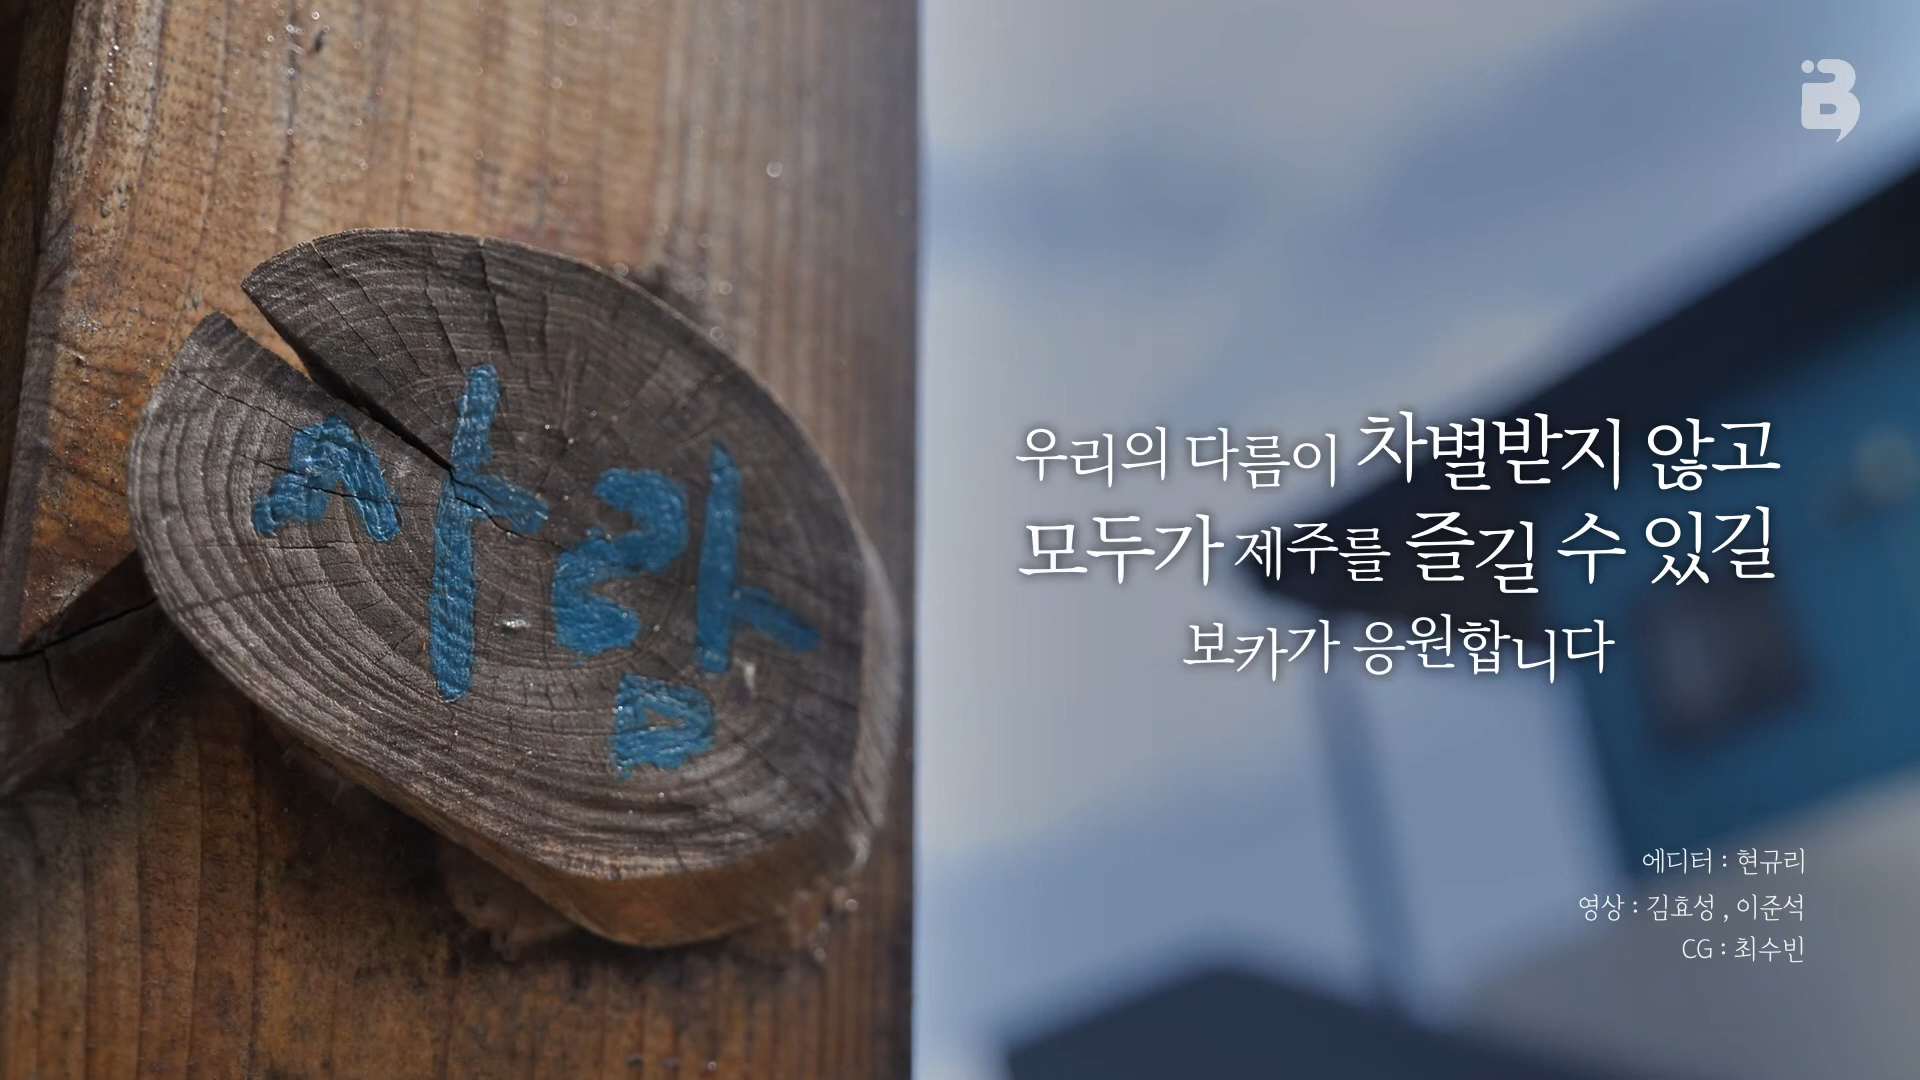 사람
우리의 다름이 차별받지 않고
모두가 제주를 즐길 수 있길
보카가 응원합니다
에디터 : 현규리
영상 : 김효성 , 이준석
CG : 최수빈